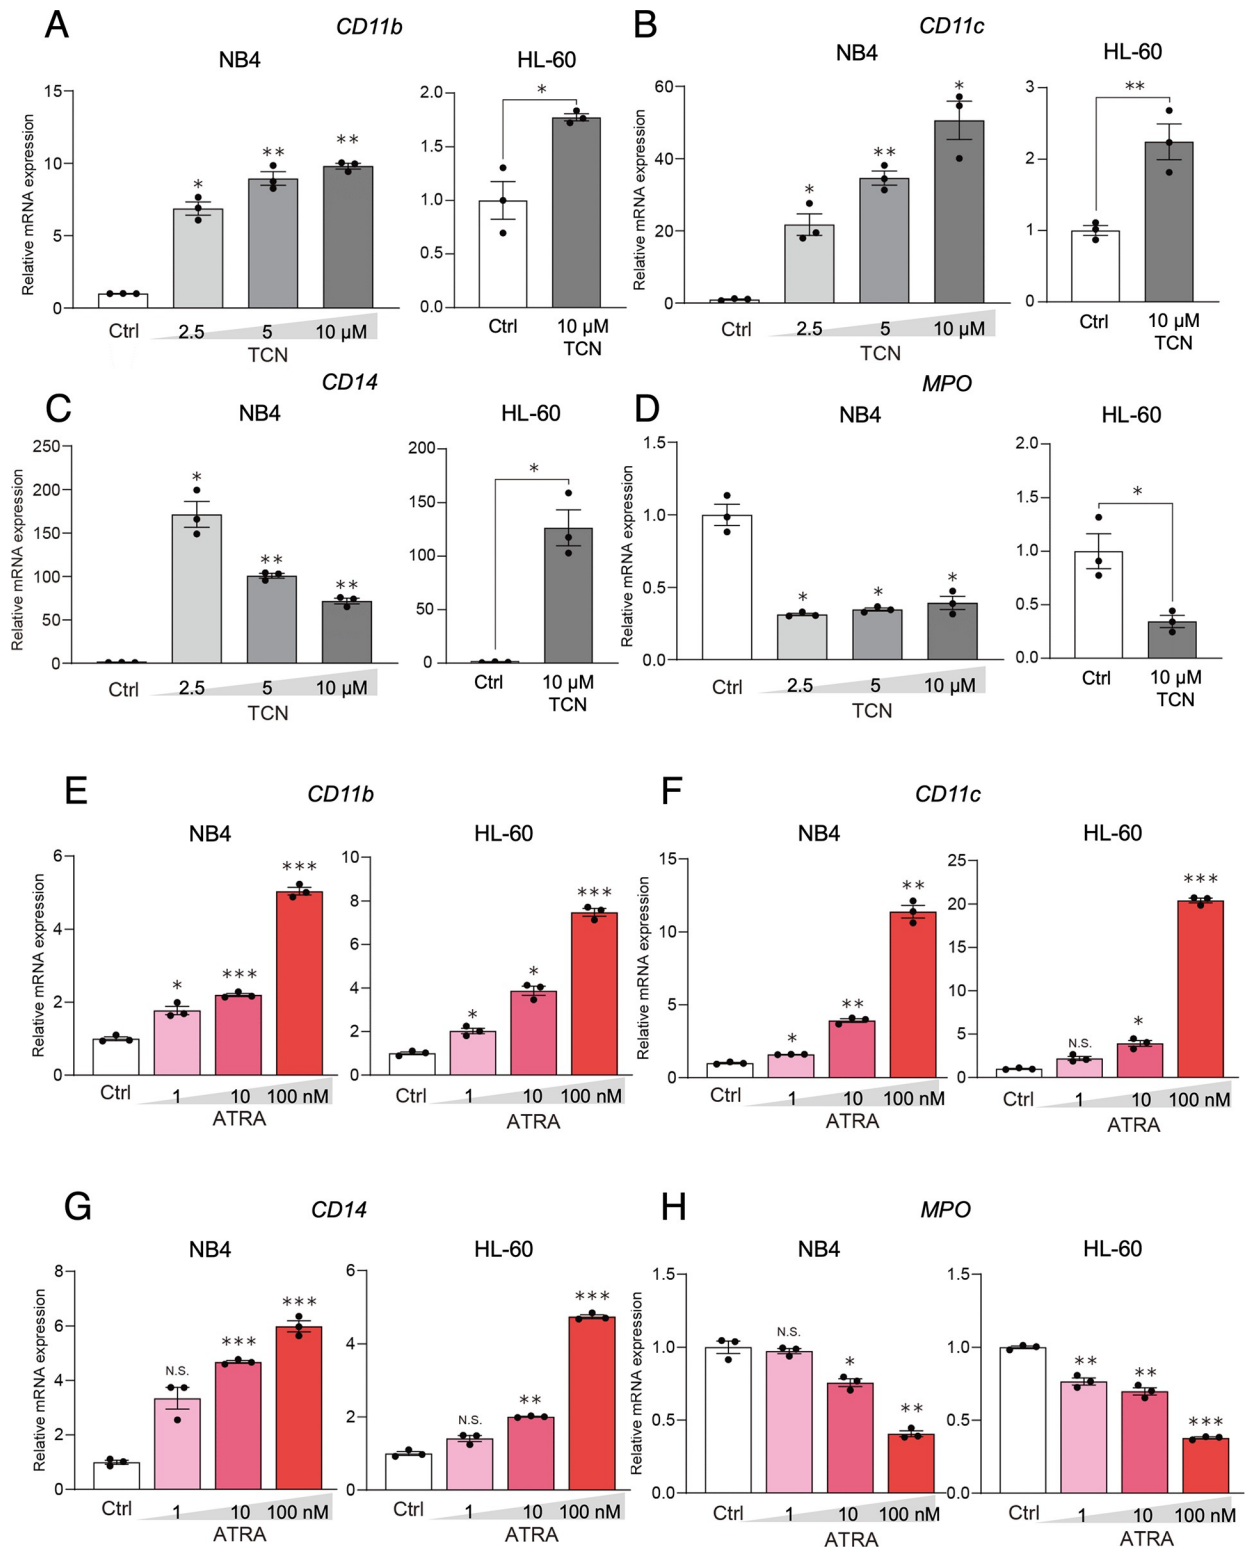 A
CD11b
NB4
HL-60
Relative mRNA expression
15
10
5
0
*
**
**
Ctrl
2.5
5
10 μM
TCN
2.0
1.5
1.0
0.5
0.0
*
Ctrl
10 μM
TCN
B
CD11c
NB4
HL-60
Relative mRNA expression
60
40
20
0
*
**
*
Ctrl
2.5
5
10 μM
TCN
3
2
1
0
**
Ctrl
10 μM
TCN
C
CD14
NB4
HL-60
Relative mRNA expression
250
200
150
100
50
0
*
**
**
Ctrl
2.5
5
10 μM
TCN
200
150
100
50
0
*
Ctrl
10 μM
TCN
D
MPO
NB4
HL-60
Relative mRNA expression
1.5
1.0
0.5
0.0
*
*
*
Ctrl
2.5
5
10 μM
TCN
2.0
1.5
1.0
0.5
0.0
*
Ctrl
10 μM
TCN
E
CD11b
NB4
HL-60
Relative mRNA expression
6
4
2
0
*
***
***
Ctrl
1
10
100 nM
ATRA
10
8
6
4
2
0
*
*
***
Ctrl
1
10
100 nM
ATRA
F
CD11c
NB4
HL-60
Relative mRNA expression
15
10
5
0
*
**
**
Ctrl
1
10
100 nM
ATRA
25
20
15
10
5
0
N.S.
*
***
Ctrl
1
10
100 nM
ATRA
G
CD14
NB4
HL-60
Relative mRNA expression
8
6
4
2
0
N.S.
***
***
Ctrl
1
10
100 nM
ATRA
6
4
2
0
N.S.
**
***
Ctrl
1
10
100 nM
ATRA
H
MPO
NB4
HL-60
Relative mRNA expression
1.5
1.0
0.5
0.0
N.S.
*
**
Ctrl
1
10
100 nM
ATRA
1.5
1.0
0.5
0.0
**
**
***
Ctrl
1
10
100 nM
ATRA